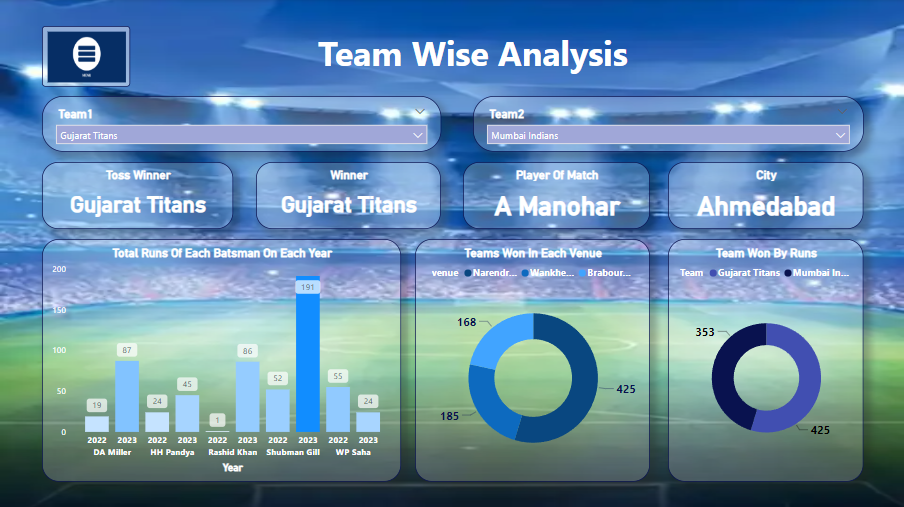 Team Wise Analysis
Team1
Gujarat Titans
Team2
Mumbai Indians
Toss Winner
Gujarat Titans
Winner
Gujarat Titans
Player Of Match
A Manohar
City
Ahmedabad
Total Runs Of Each Batsman On Each Year
200
150
100
50
0
19
87
24
45
1
86
52
191
55
24
2022 2023 2022 2023 2022 2023 2022 2023 2022 2023
DA Miller HH Pandya Rashid Khan Shubman Gill WP Saha
Year
Teams Won In Each Venue
venue Narendr... Wankhe... Brabour...
168
425
185
Team Won By Runs
Team Gujarat Titans Mumbai In...
353
425